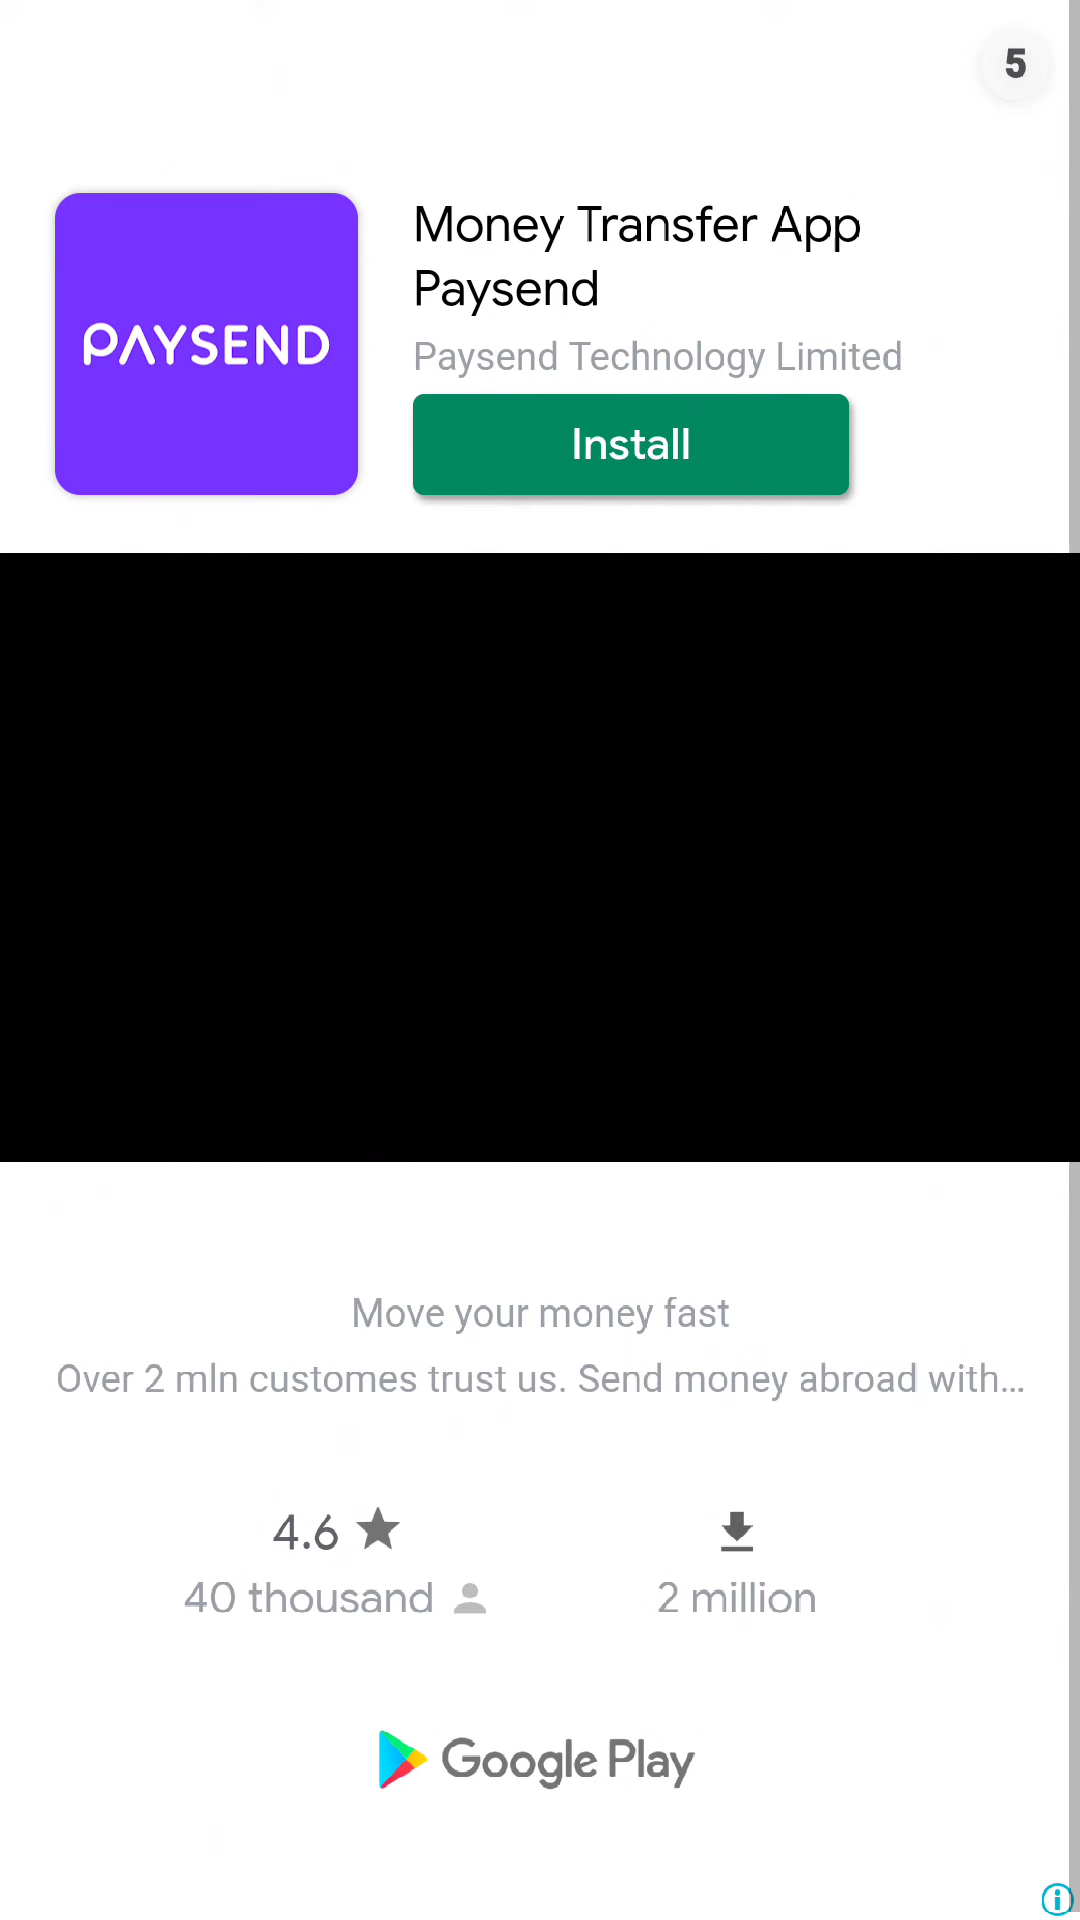 5
Money Transfer App
Paysend
PAYSEND
Paysend Technology Limited
Install
Move your money fast
Over 2 mln customes trust us. Send money abroad with...
4.6
40 thousand
2 million
Google Play